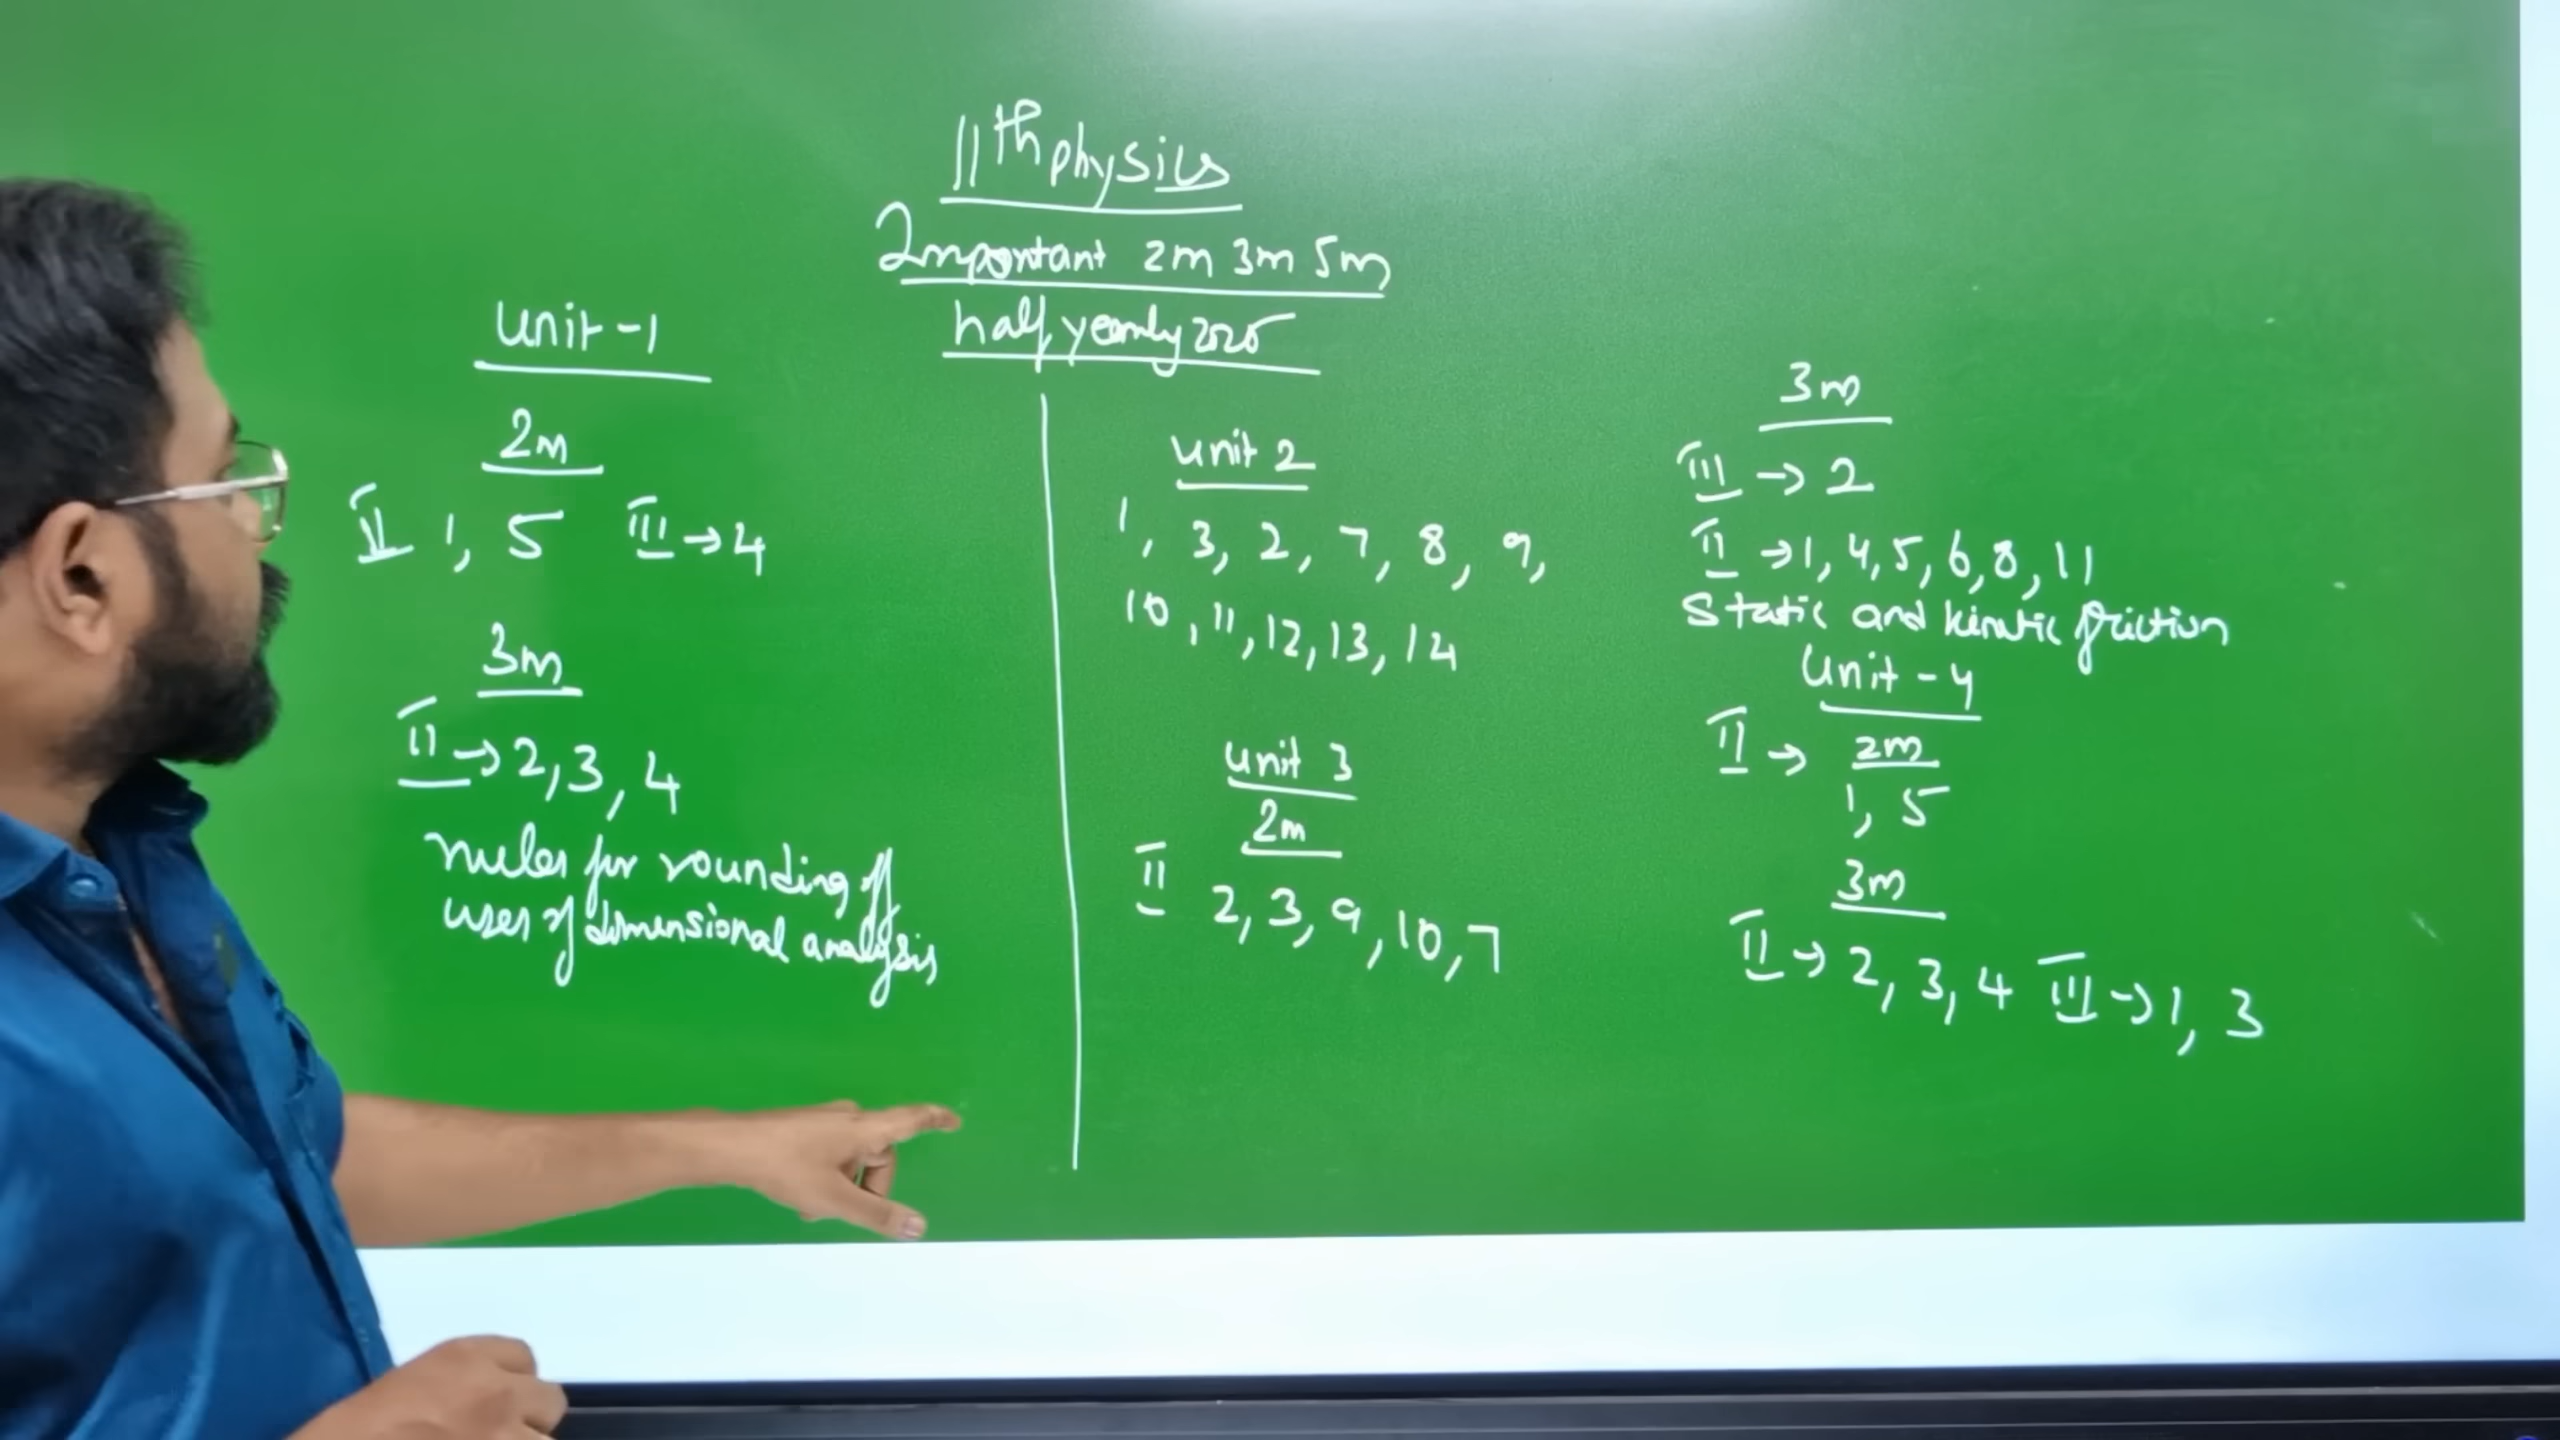 11th physics
Important 2m 3m 5m
half yearly 2025
unit-1
2m
II 1, 5 III → 4
3m
II → 2, 3, 4
rules for rounding off
uses of dimensional analysis
unit 2
1, 3, 2, 7, 8, 9,
10, 11, 12, 13, 14
unit 3
2m
II 2, 3, 9, 10, 7
3m
III → 2
II → 1, 4, 5, 6, 8, 11
Static and kinetic friction
Unit-4
II → 2m
1, 5
3m
II → 2, 3, 4 III → 1, 3